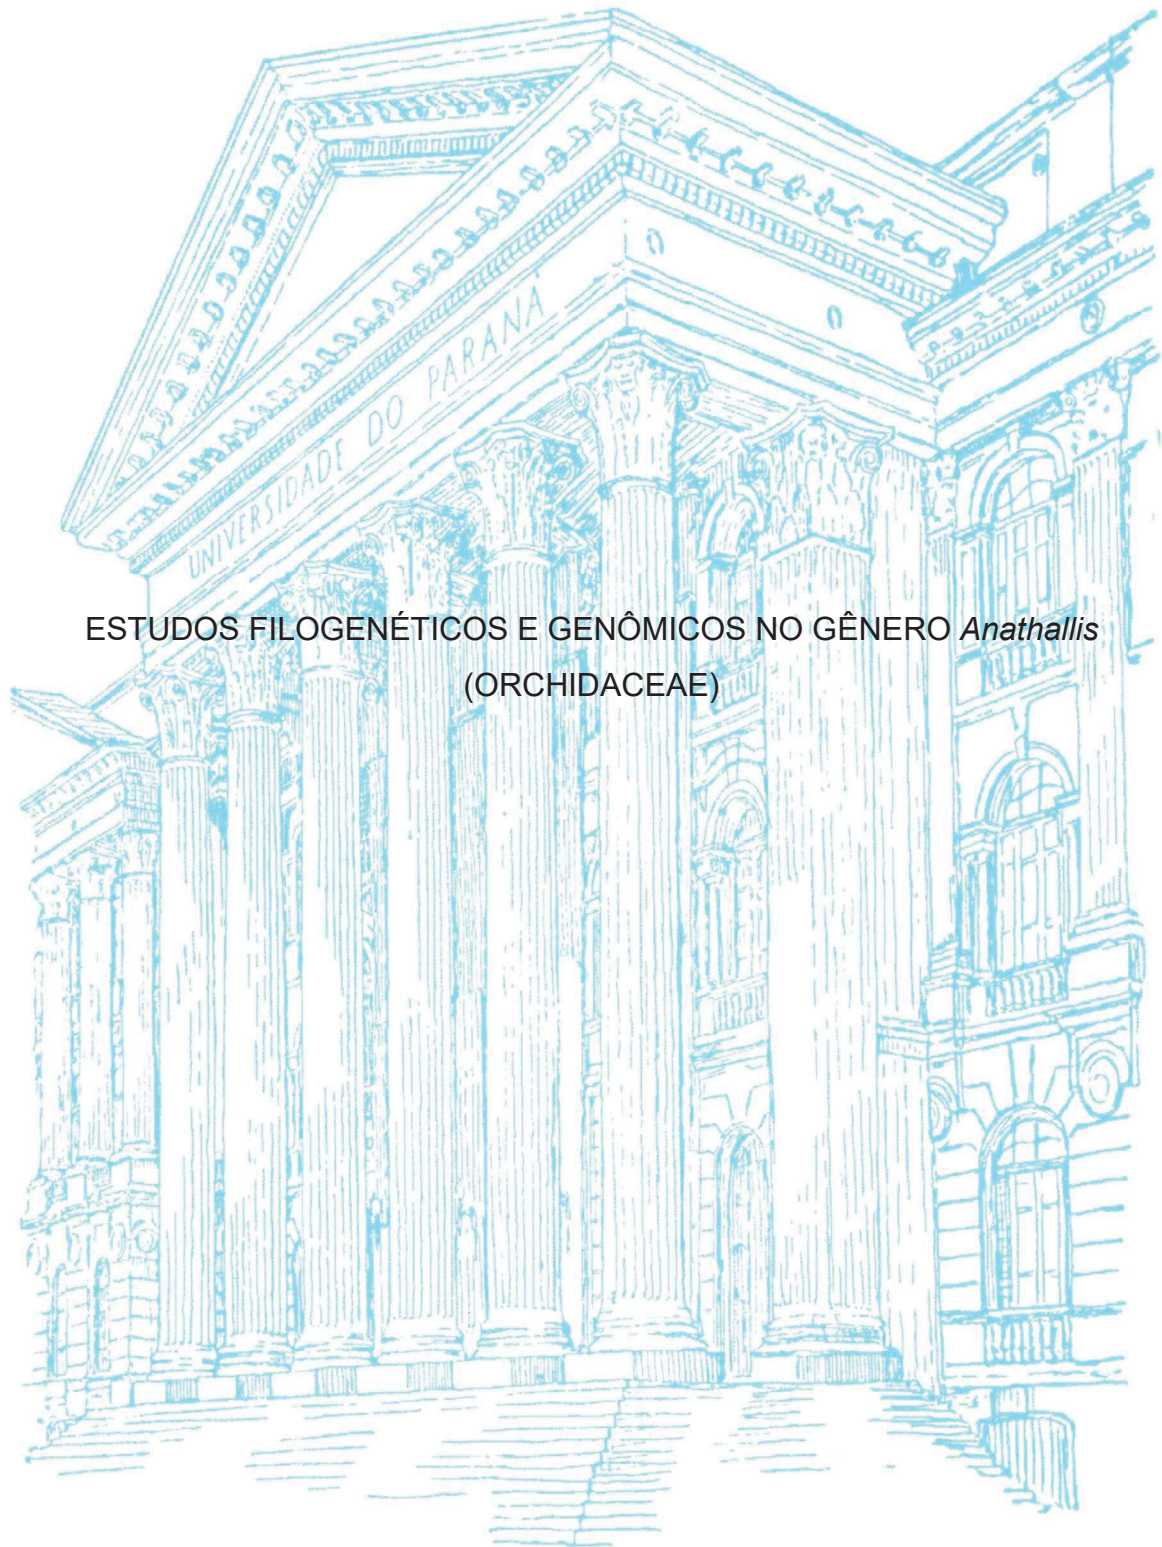 UNIVERSIDADE DO PARANÁ
ESTUDOS FILOGENÉTICOS E GENÔMICOS NO GÊNERO Anathallis
(ORCHIDACEAE)